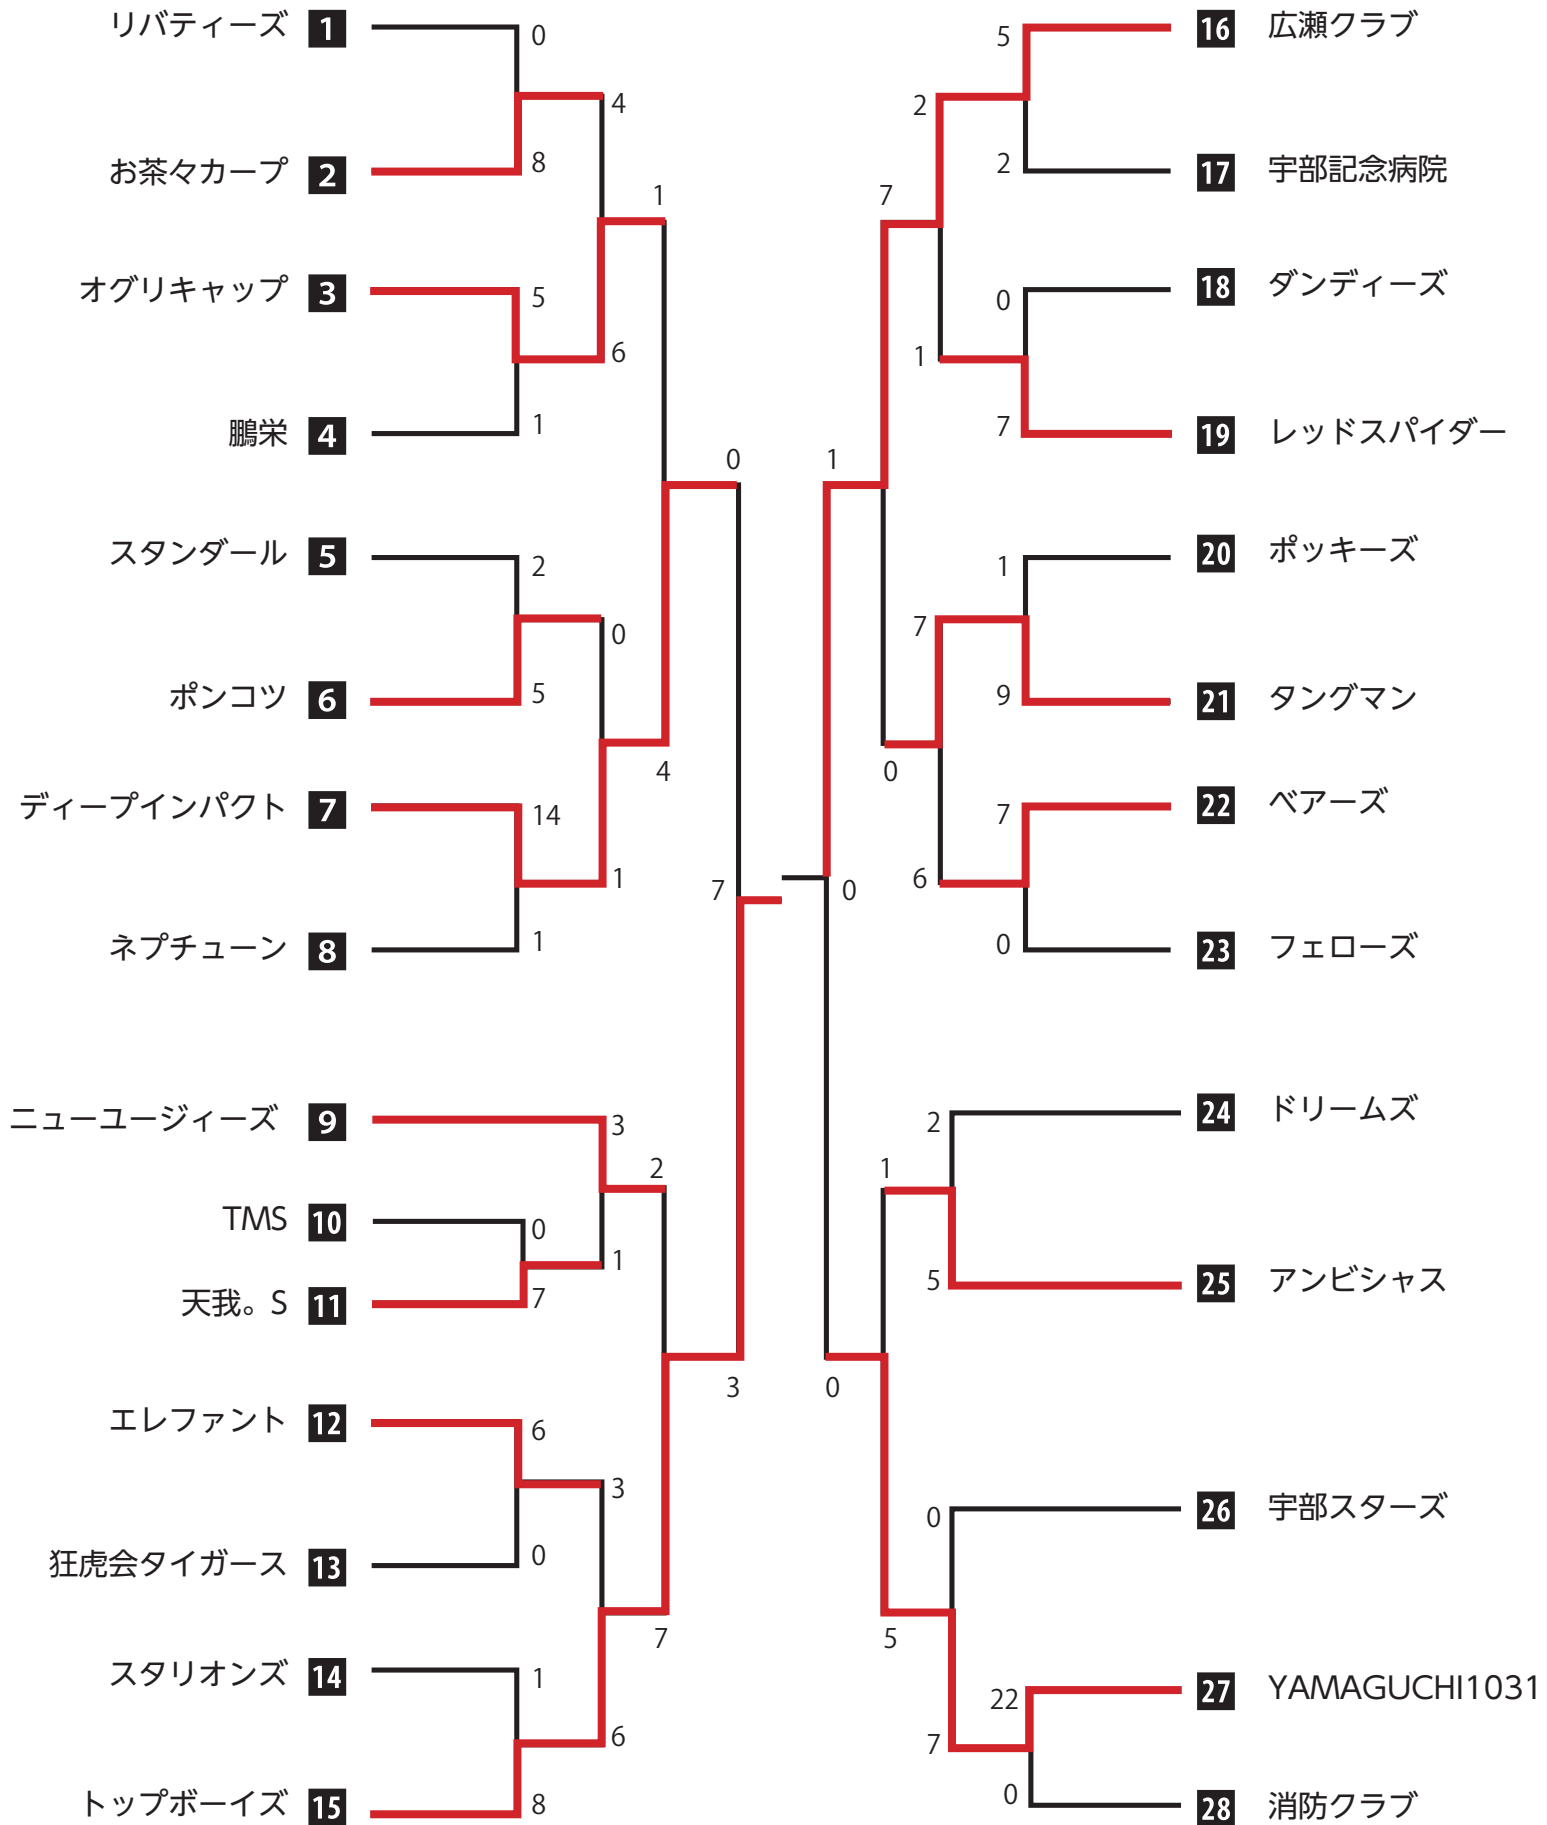 リバティーズ 1
0
4
お茶々カープ 2
8
1
オグリキャップ 3
5
6
鵬栄 4
1
0
スタンダール 5
2
0
ポンコツ 6
5
4
ディープインパクト 7
14
1
7
ネプチューン 8
1
ニューユージィーズ 9
3
2
TMS 10
0
1
天我。S 11
7
3
エレファント 12
6
3
狂虎会タイガース 13
0
7
スタリオンズ 14
1
6
トップボーイズ 15
8
5
16 広瀬クラブ
2
2
17 宇部記念病院
7
0
18 ダンディーズ
1
7
19 レッドスパイダー
1
1
20 ポッキーズ
7
9
21 タングマン
0
7
22 ベアーズ
6
0
0
23 フェローズ
2
24 ドリームズ
1
5
25 アンビシャス
0
0
26 宇部スターズ
5
22
27 YAMAGUCHI1031
7
0
28 消防クラブ